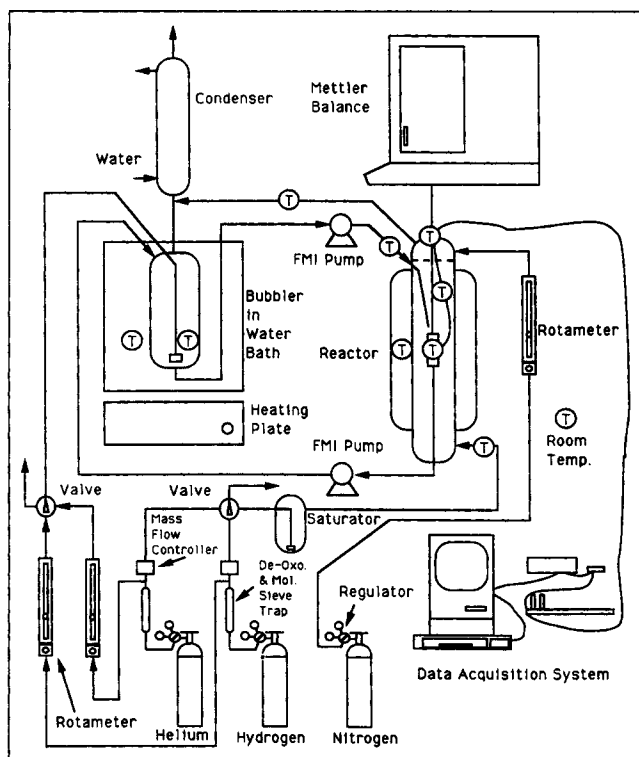 Condenser
Mettler
Balance
Water
T
T
FMI Pump
T
T
Bubbler
in
Water
Bath
T
T
T
Reactor
T
T
Rotameter
Heating
Plate
T
Room
Temp.
FMI Pump
T
Valve
Valve
Saturator
Mass
Flow
Controller
De-Oxo.
& Mol.
Sieve
Trap
Regulator
Data Acquisition System
Rotameter
Helium
Hydrogen
Nitrogen